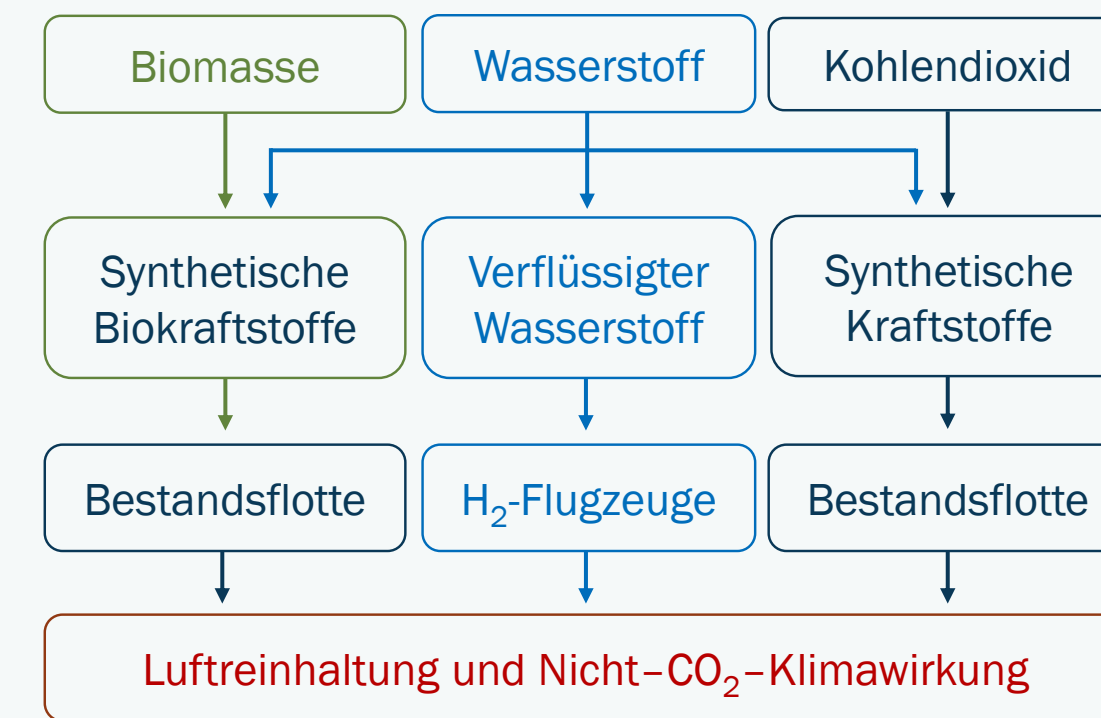 Biomasse
Wasserstoff
Kohlendioxid
Synthetische
Biokraftstoffe
Verflüssigter
Wasserstoff
Synthetische
Kraftstoffe
Bestandsflotte
H₂-Flugzeuge
Bestandsflotte
Luftreinhaltung und Nicht–CO₂–Klimawirkung